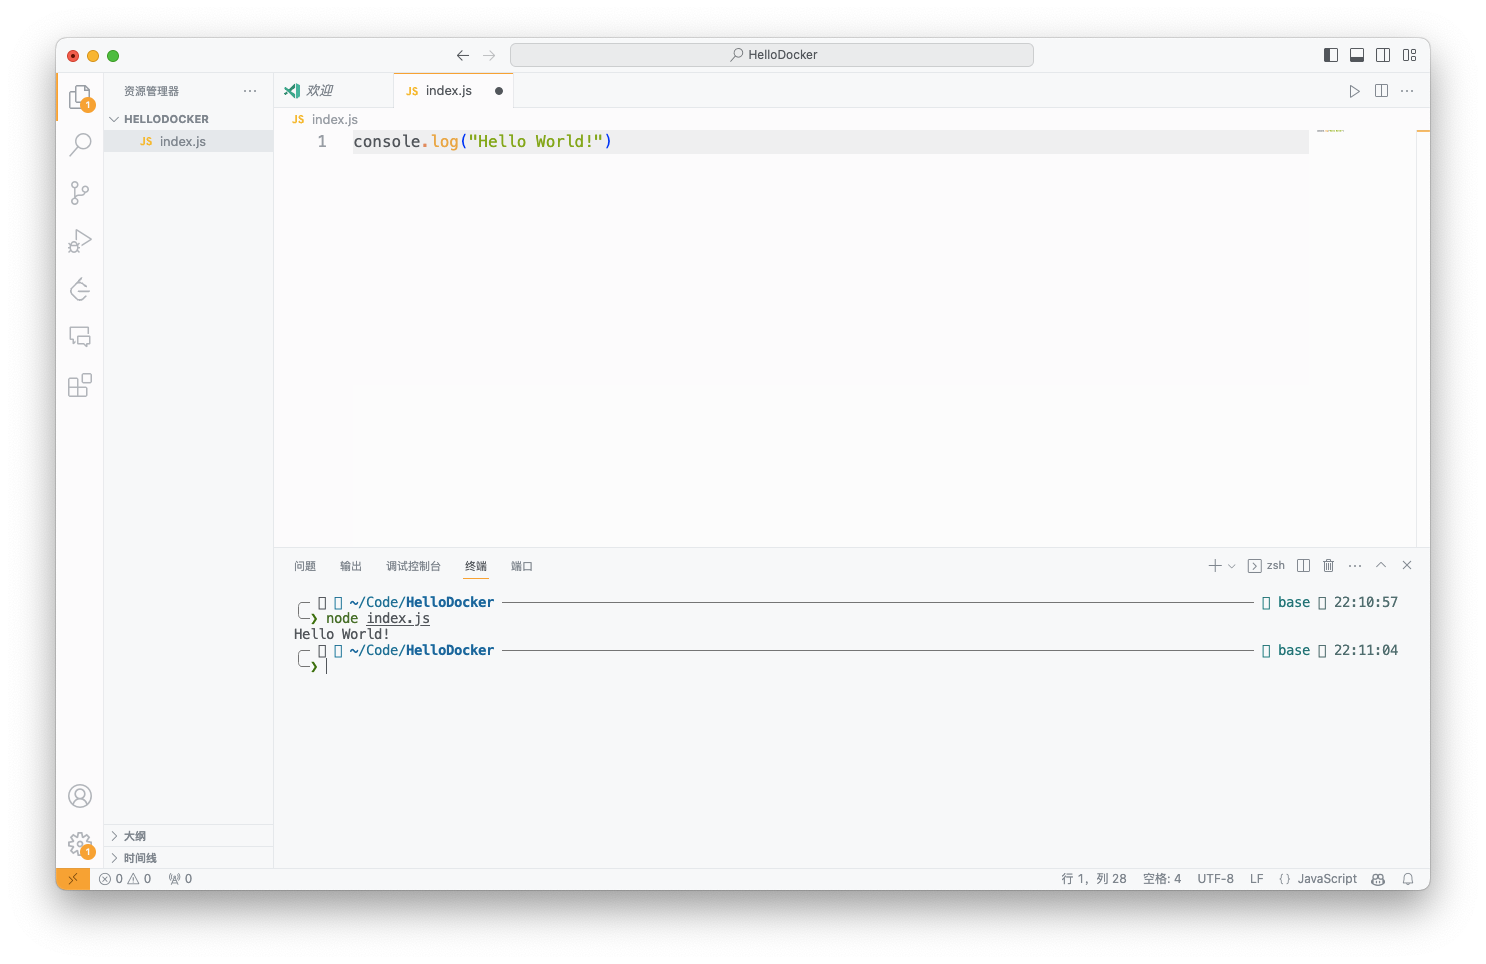 HelloDocker
资源管理器
欢迎
JS index.js
1
HELLODOCKER
JS index.js
JS index.js
1 console.log("Hello World!")
问题 输出 调试控制台 终端 端口
zsh
~/Code/HelloDocker base 22:10:57
❯ node index.js
Hello World!
~/Code/HelloDocker base 22:11:04
❯
大纲
1
时间线
0 0 0
行 1，列 28 空格: 4 UTF-8 LF {} JavaScript